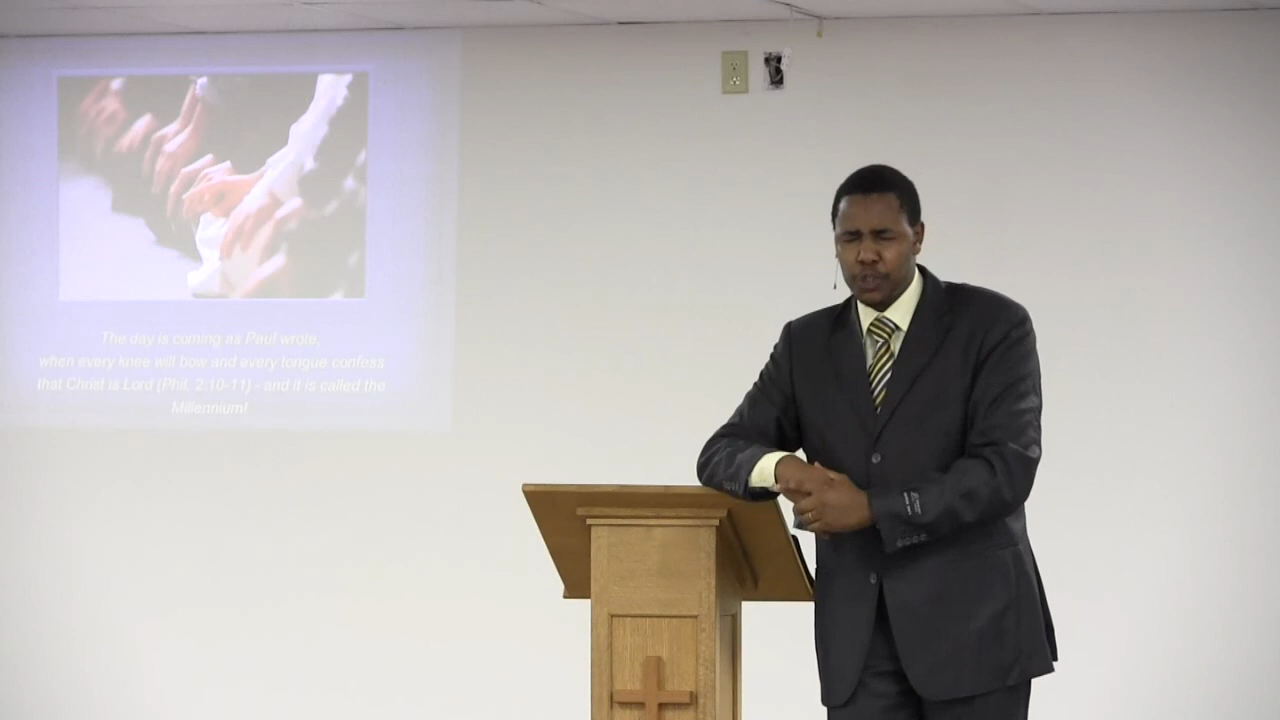 The day is coming as Paul wrote,
when every knee will bow and every tongue confess
that Christ is Lord (Phil. 2:10-11) - and it is called the
Millennium!